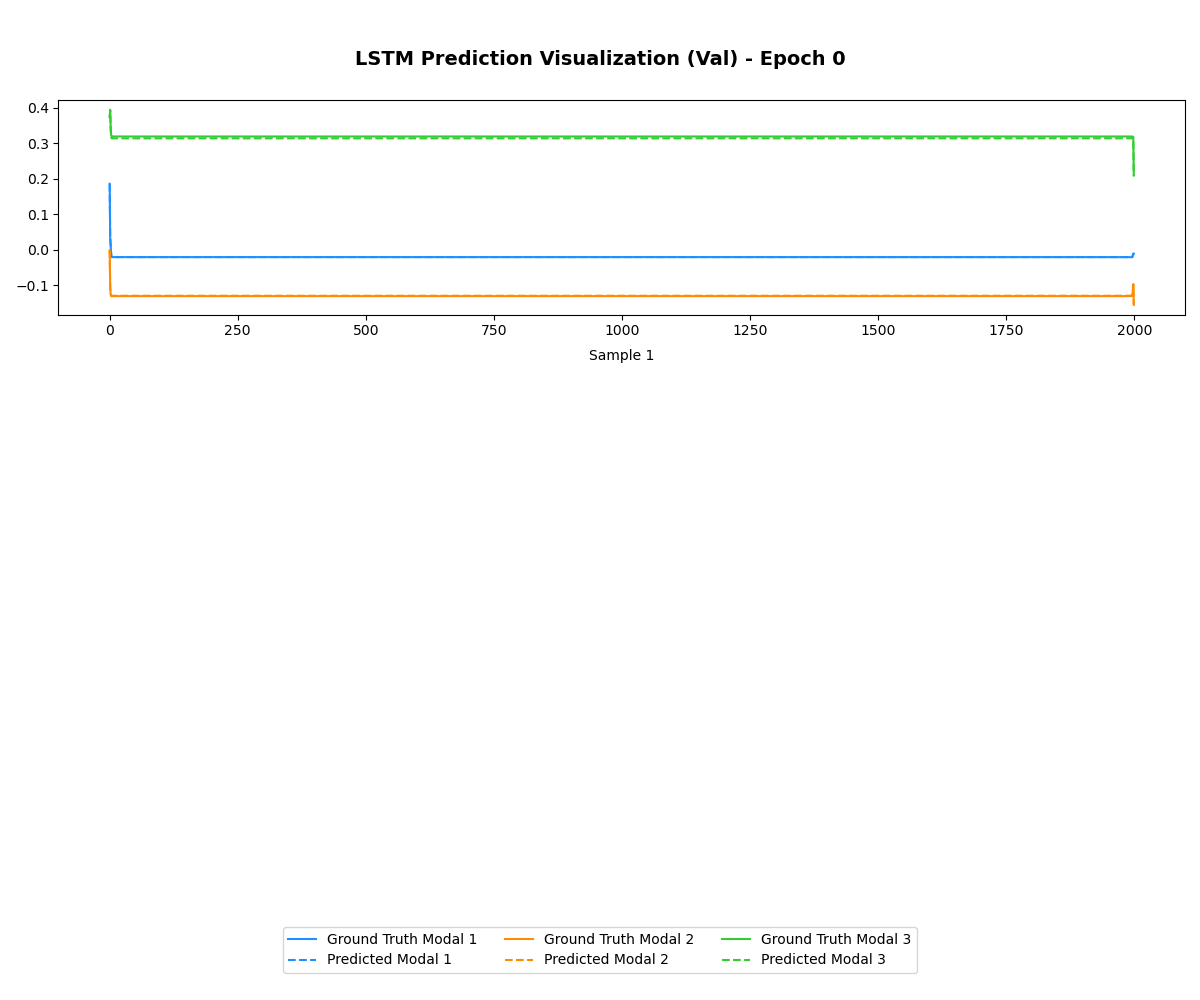 LSTM Prediction Visualization (Val) - Epoch 0
0.4
0.3
0.2
0.1
0.0
−0.1
0 250 500 750 1000 1250 1500 1750 2000
Sample 1
Ground Truth Modal 1 Ground Truth Modal 2 Ground Truth Modal 3
Predicted Modal 1 Predicted Modal 2 Predicted Modal 3